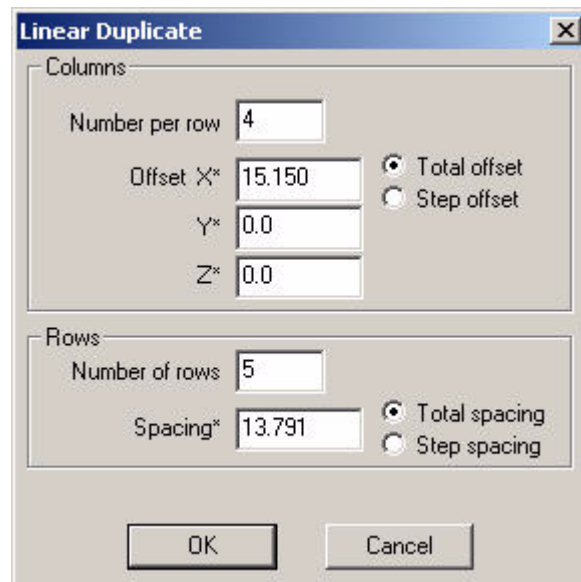 Linear Duplicate
Columns
Number per row 4
Offset X* 15.150 Total offset
Step offset
Y* 0.0
Z* 0.0
Rows
Number of rows 5
Spacing* 13.791 Total spacing
Step spacing
OK Cancel